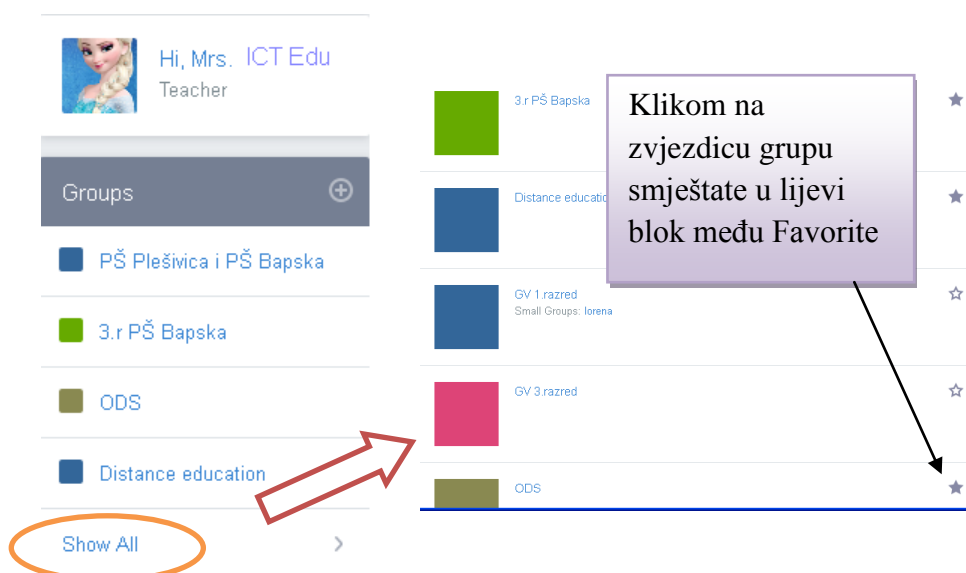 Hi, Mrs. ICT Edu
Teacher
Groups
PŠ Plešivica i PŠ Bapska
3.r PŠ Bapska
ODS
Distance education
Show All
3.r PŠ Bapska
Distance educatio
GV 1.razred
Small Groups: lorena
GV 3.razred
ODS
Klikom na
zvjezdicu grupu
smještate u lijevi
blok među Favorite